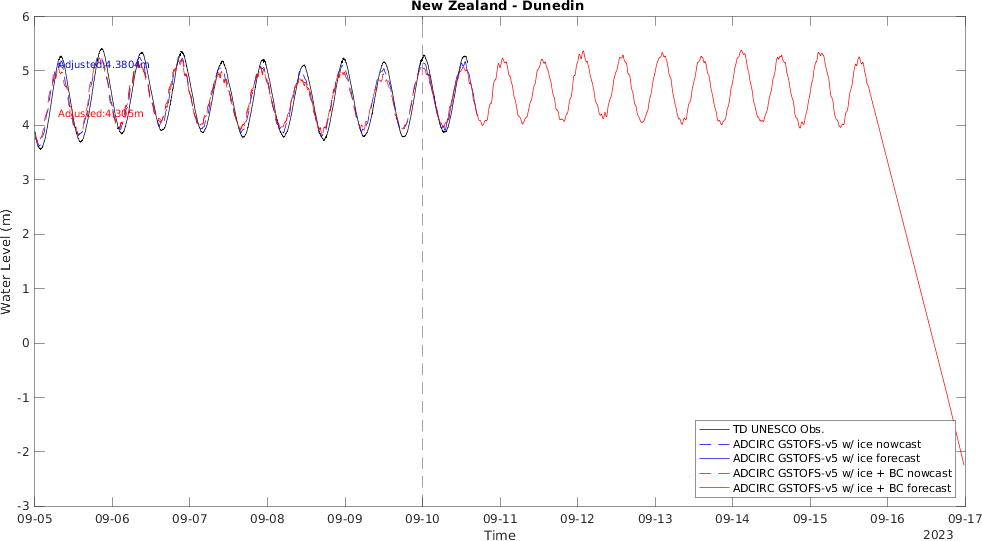 New Zealand - Dunedin
6
5
4
3
2
1
0
-1
-2
-3
Water Level (m)
Adjusted:4.3804m
Adjusted:4.305m
TD UNESCO Obs.
ADCIRC GSTOFS-v5 w/ ice nowcast
ADCIRC GSTOFS-v5 w/ ice forecast
ADCIRC GSTOFS-v5 w/ ice + BC nowcast
ADCIRC GSTOFS-v5 w/ ice + BC forecast
09-05 09-06 09-07 09-08 09-09 09-10 09-11 09-12 09-13 09-14 09-15 09-16 09-17
Time
2023